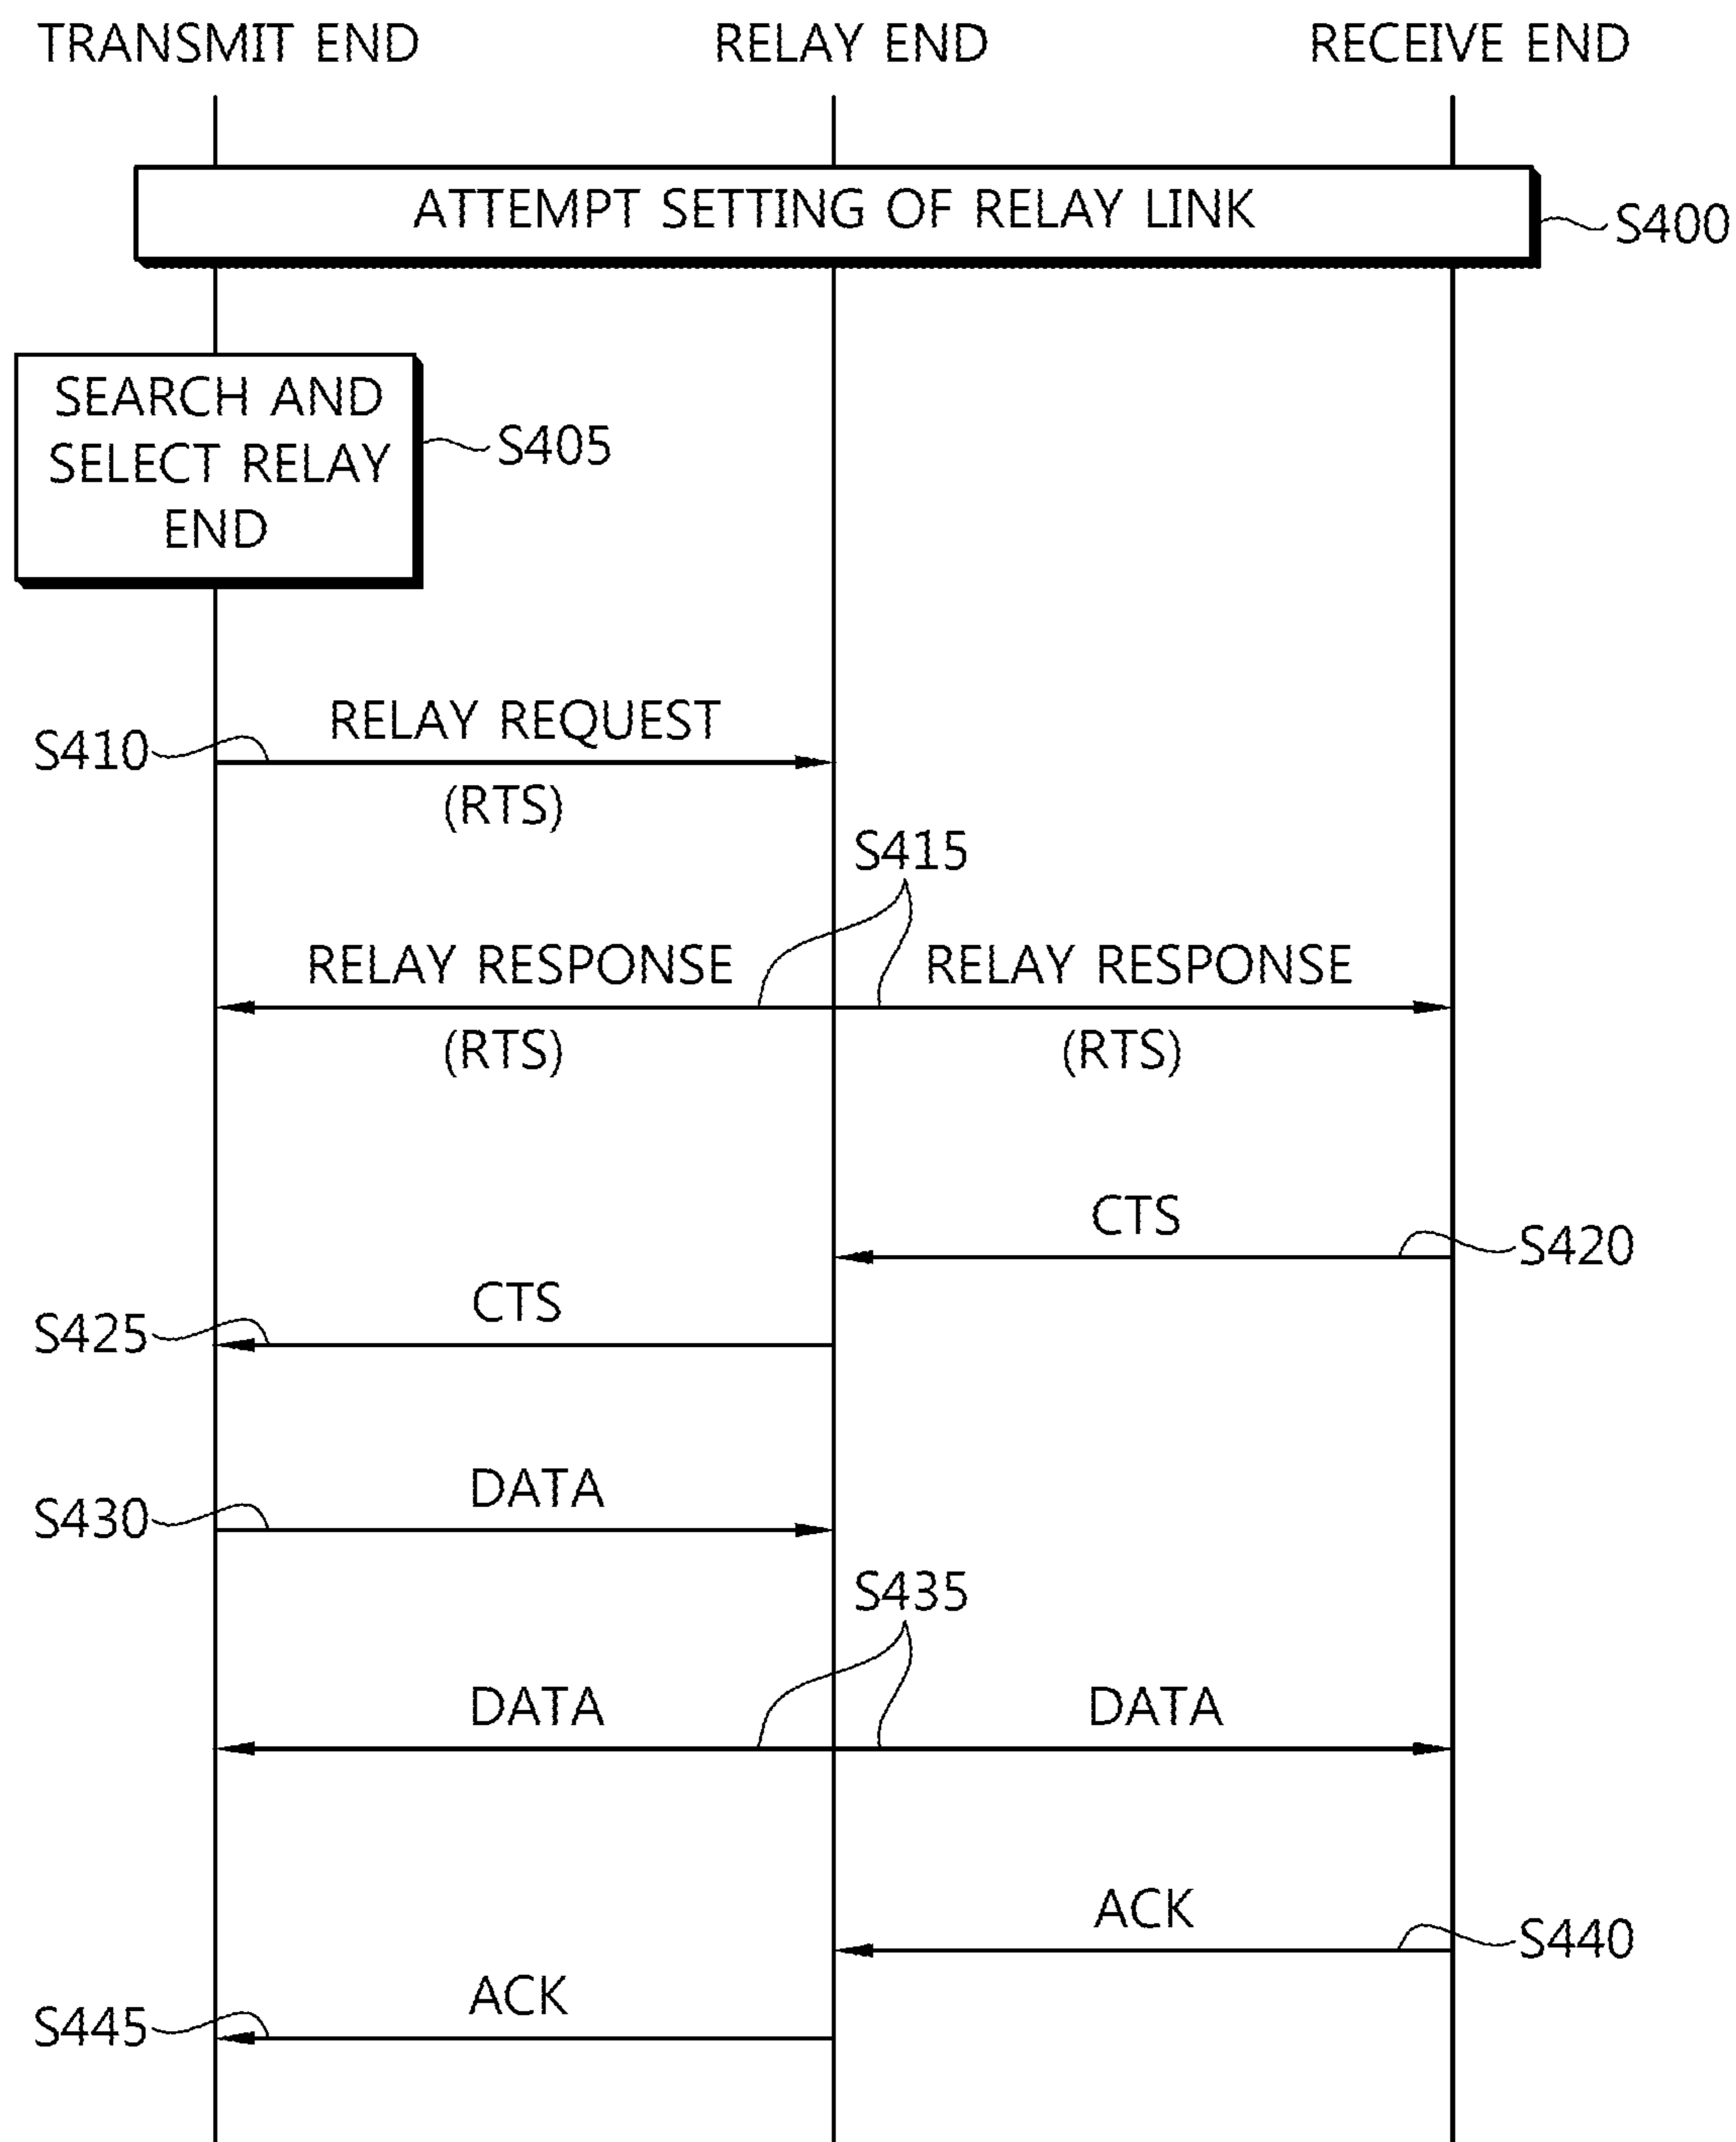 TRANSMIT END
RELAY END
RECEIVE END
ATTEMPT SETTING OF RELAY LINK
S400
SEARCH AND
SELECT RELAY
END
S405
RELAY REQUEST
S410
(RTS)
S415
RELAY RESPONSE
RELAY RESPONSE
(RTS)
(RTS)
CTS
S420
CTS
S425
DATA
S430
S435
DATA
DATA
ACK
S440
ACK
S445